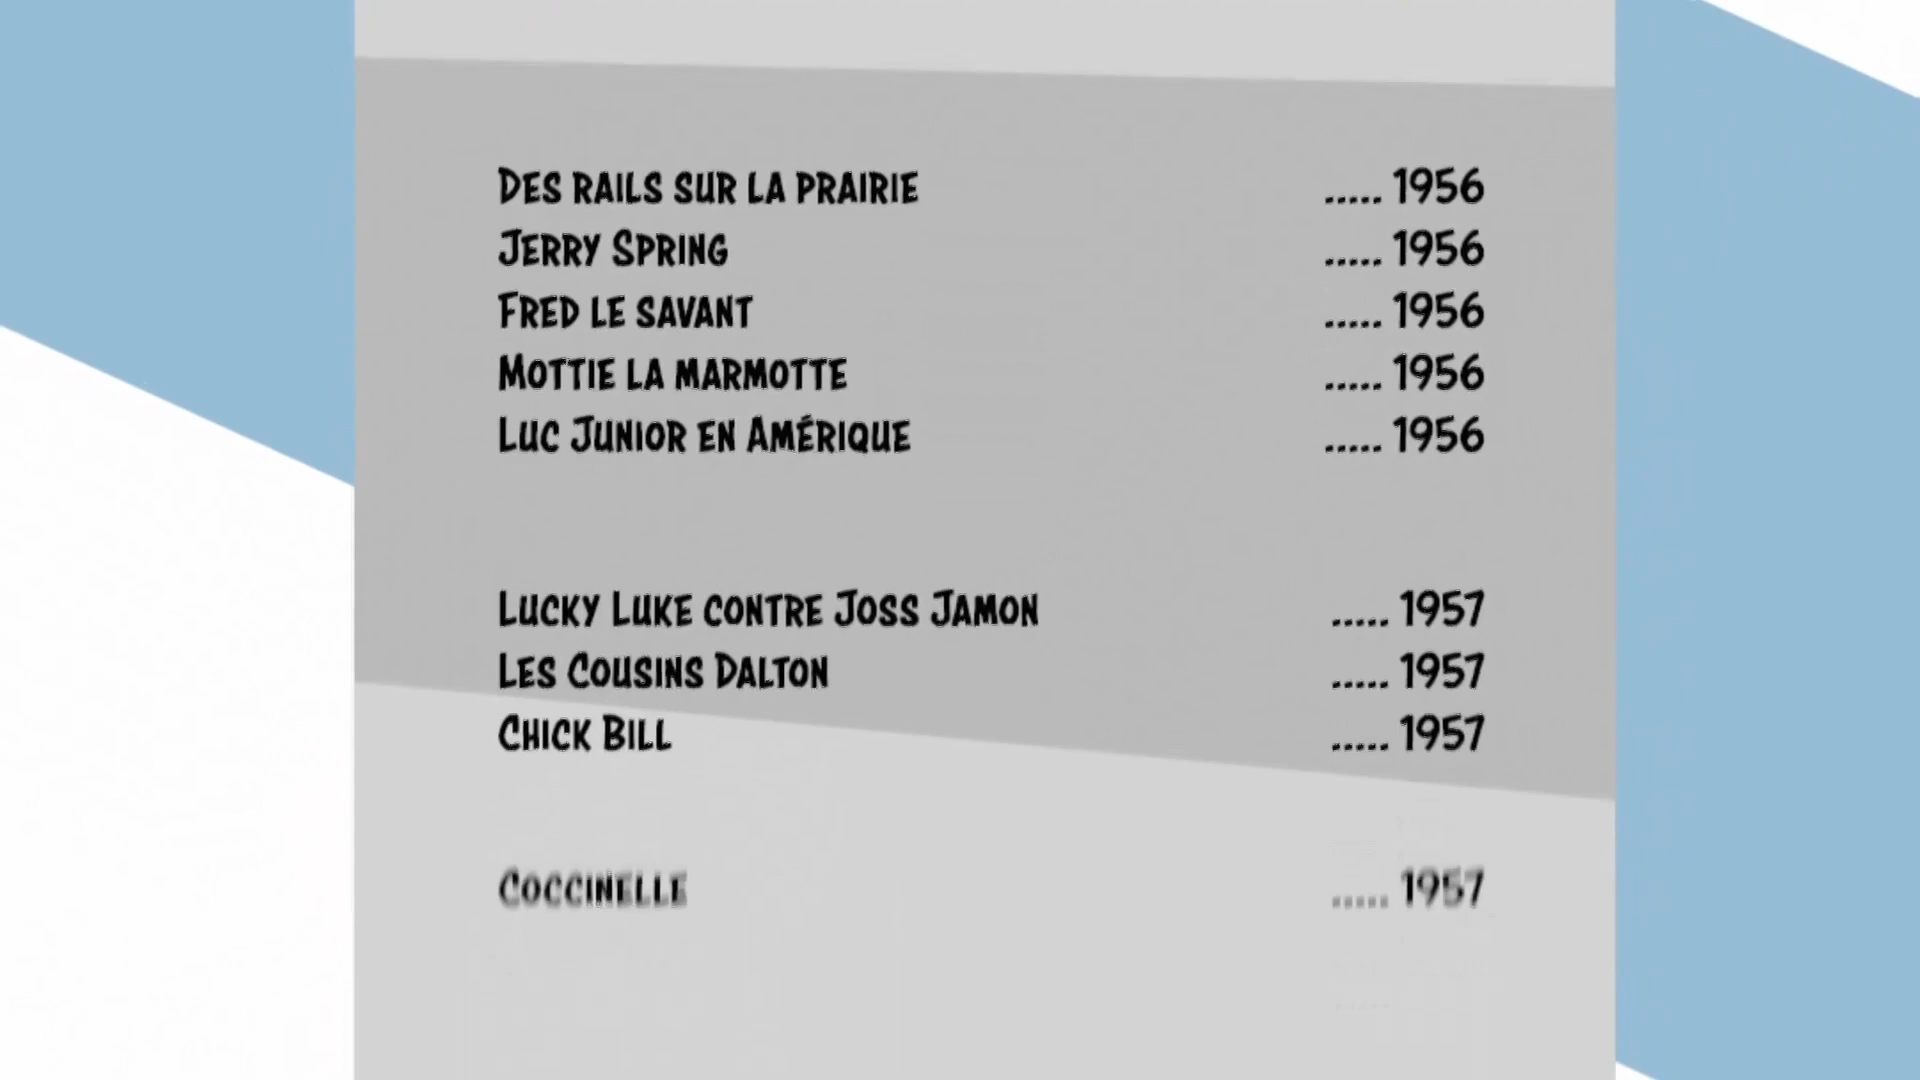 Des rails sur la prairie ..... 1956
Jerry Spring ..... 1956
Fred le savant ..... 1956
Mottie la marmotte ..... 1956
Luc Junior en Amérique ..... 1956
Lucky Luke contre Joss Jamon ..... 1957
Les Cousins Dalton ..... 1957
Chick Bill ..... 1957
Coccinelle ..... 1957